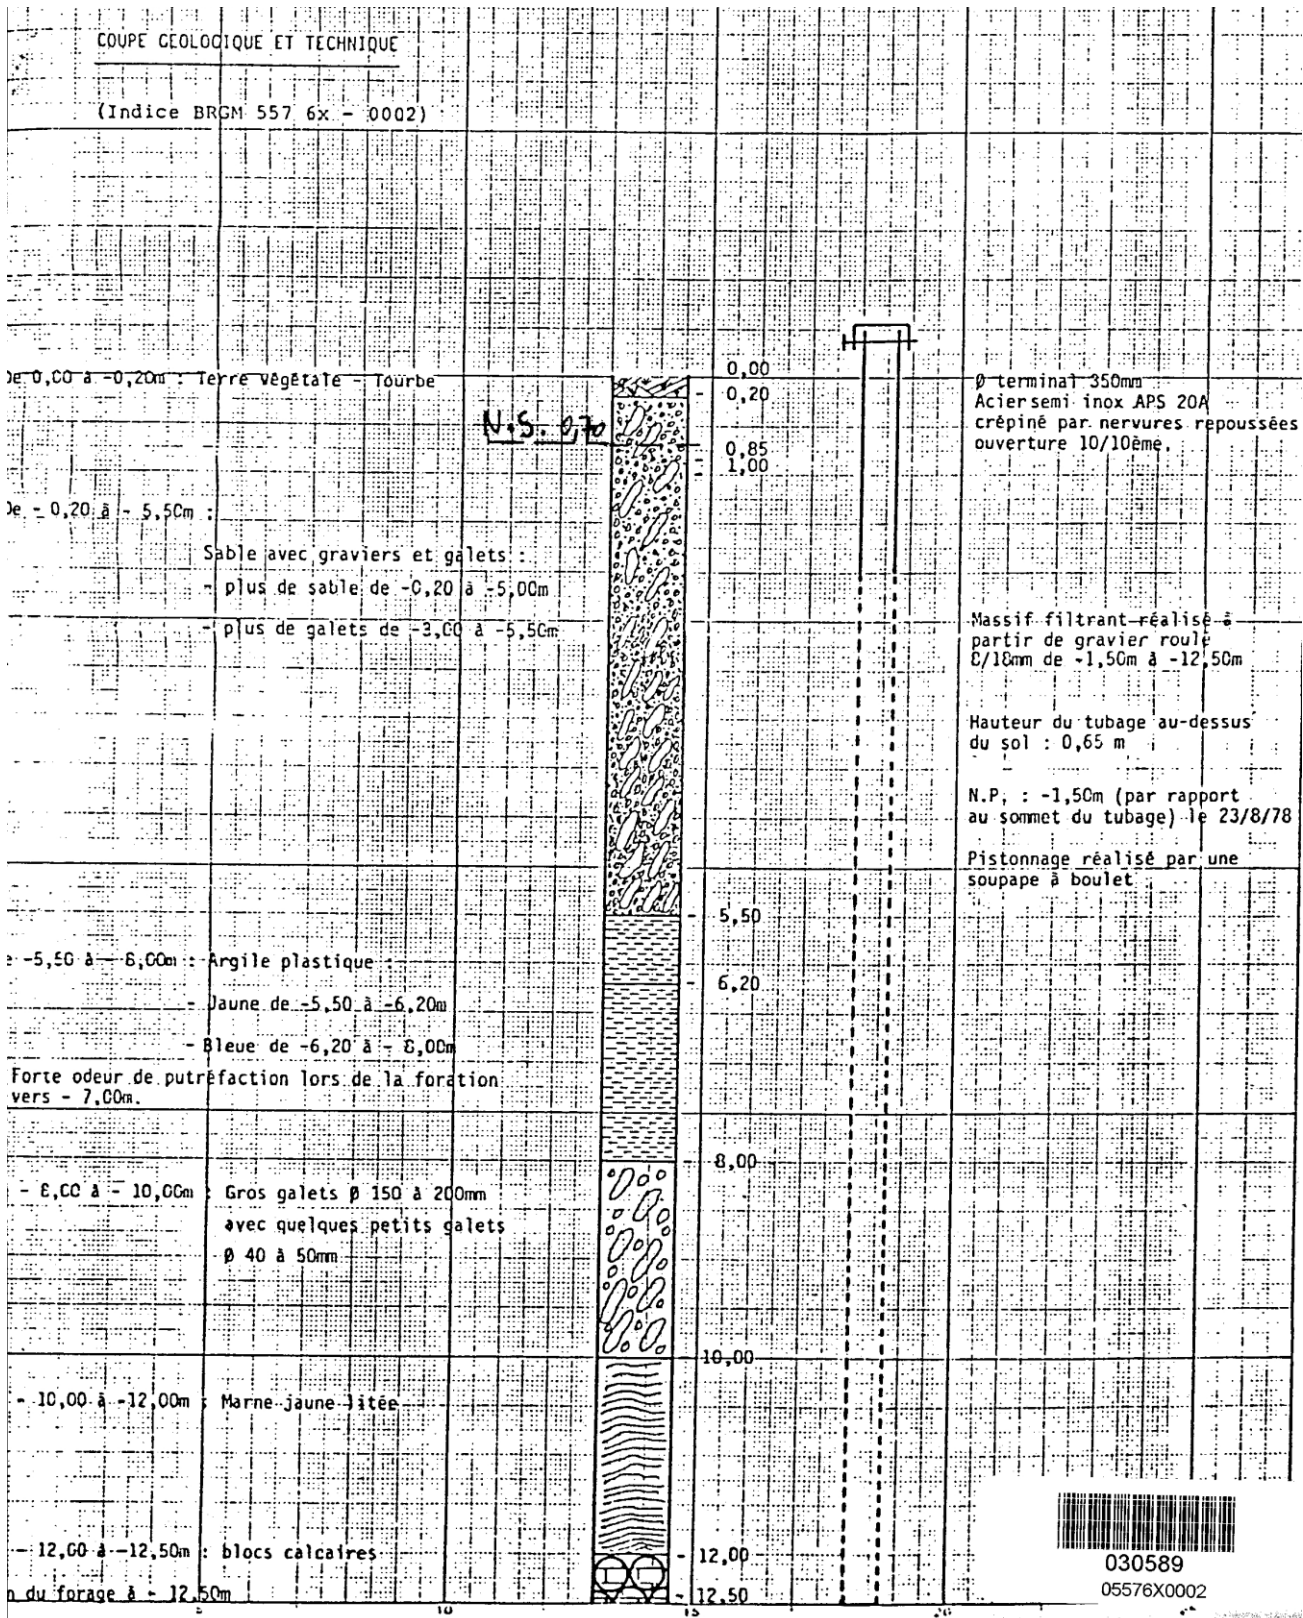 COUPE GEOLOGIQUE ET TECHNIQUE
(Indice BRGM 557 6x - 0002)
De 0,00 à -0,20m : Terre végétale - Tourbe
N.S. 0,70
De - 0,20 à - 5,50m :
Sable avec graviers et galets :
- plus de sable de -0,20 à -5,00m
- plus de galets de -3,00 à -5,50m
e -5,50 à - 8,00m : Argile plastique :
- Jaune de -5,50 à -6,20m
- Bleue de -6,20 à - 8,00m
Forte odeur de putréfaction lors de la foration
vers - 7,00m.
- 8,00 à - 10,00m : Gros galets Ø 150 à 200mm
avec quelques petits galets
Ø 40 à 50mm
- 10,00 à -12,00m : Marne jaune litée
- 12,00 à -12,50m : blocs calcaires
n du forage à - 12,50m
0,00
0,20
0,85
1,00
5,50
6,20
8,00
10,00
12,00
12,50
Ø terminal 350mm
Acier semi inox APS 20A
crépiné par nervures repoussées
ouverture 10/10ème.
Massif filtrant réalisé à
partir de gravier roulé
8/18mm de -1,50m à -12,50m
Hauteur du tubage au-dessus
du sol : 0,65 m
N.P. : -1,50m (par rapport
au sommet du tubage) le 23/8/78
Pistonnage réalisé par une
soupape à boulet
030589
05576X0002
5
10
15
20